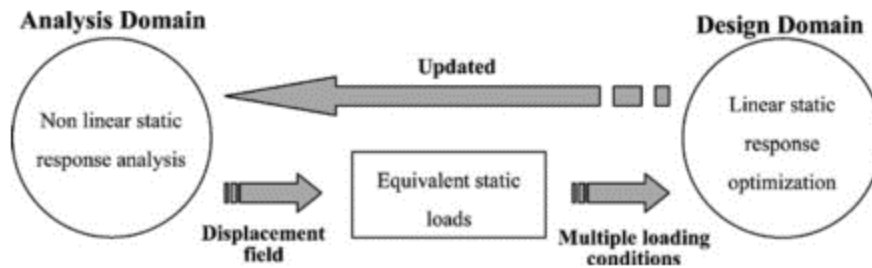 Analysis Domain
Design Domain
Updated
Non linear static
response analysis
Linear static
response
optimization
Equivalent static
loads
Displacement
field
Multiple loading
conditions